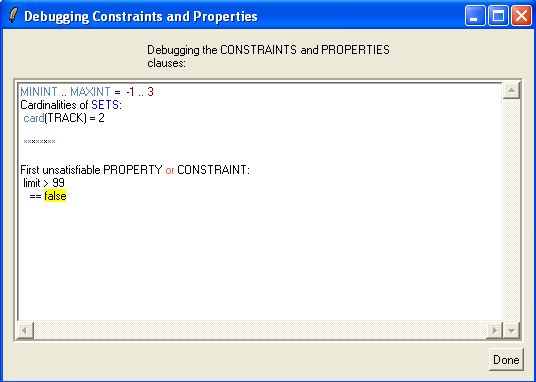 Debugging Constraints and Properties
Debugging the CONSTRAINTS and PROPERTIES
clauses:
MININT .. MAXINT = -1 .. 3
Cardinalities of SETS:
card(TRACK) = 2
********
First unsatisfiable PROPERTY or CONSTRAINT:
limit > 99
== false
Done